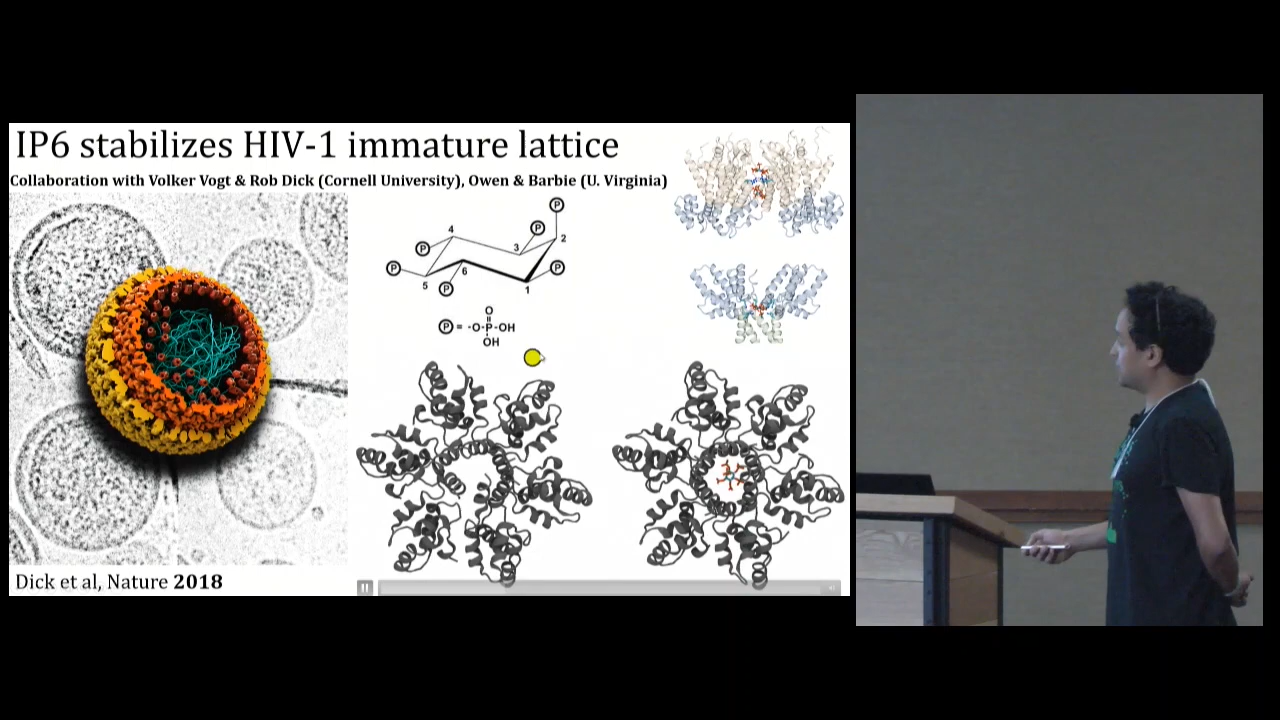 IP6 stabilizes HIV-1 immature lattice
Collaboration with Volker Vogt & Rob Dick (Cornell University), Owen & Barbie (U. Virginia)
P
P
4
3
2
P
P
6
P
5
P
1
O
P = -O-P-OH
OH
Dick et al, Nature 2018